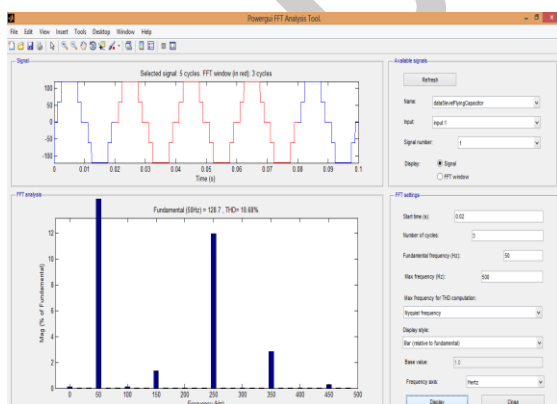 Powergui FFT Analysis Tool.
File Edit View Insert Tools Desktop Window Help
Signal
Selected signal: 5 cycles. FFT window (in red): 3 cycles
100
50
0
-50
-100
0 0.01 0.02 0.03 0.04 0.05 0.06 0.07 0.08 0.09 0.1
Time (s)
FFT analysis
Fundamental (50Hz) = 128.7 , THD= 10.68%
Mag (% of Fundamental)
12
10
8
6
4
2
0
0 50 100 150 200 250 300 350 400 450 500
Frequency (Hz)
Available signals
Refresh
Name:
Input:
input 1
Signal number:
1
Display:
Signal
FFT window
FFT settings
Start time (s):
0.02
Number of cycles:
3
Fundamental frequency (Hz):
50
Max frequency (Hz):
500
Max frequency for THD computation:
Nyquist frequency
Display style:
Bar (relative to fundamental)
Base value:
1.0
Frequency axis:
Hertz
Display
Close